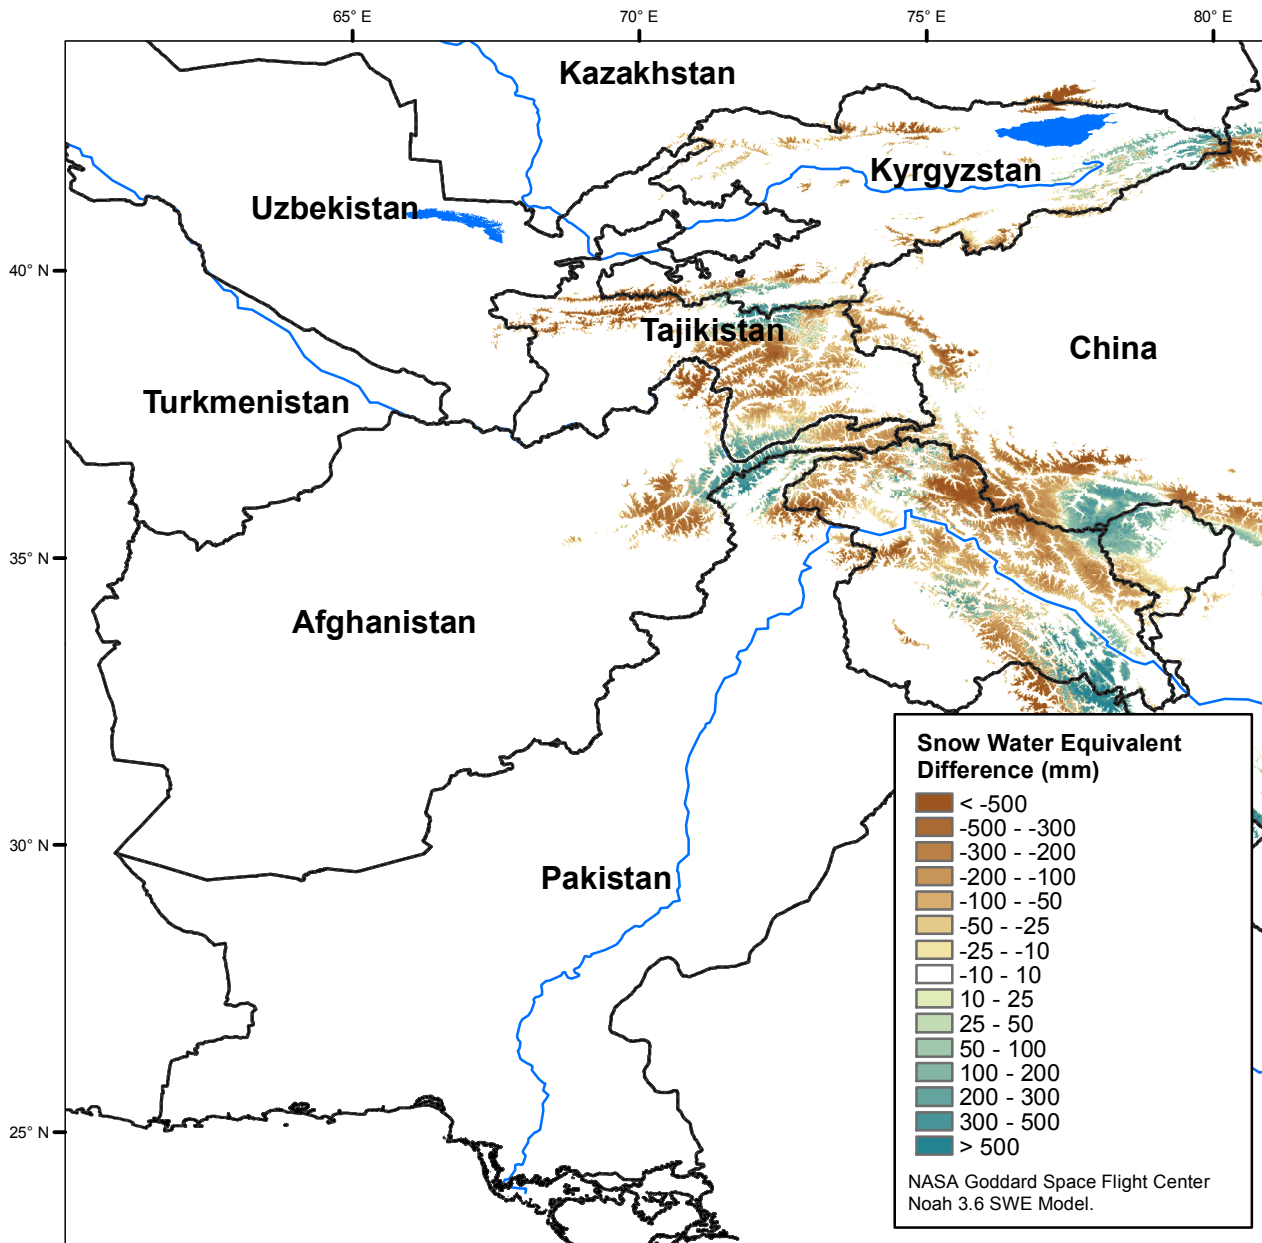 65° E
70° E
75° E
80° E
Kazakhstan
Kyrgyzstan
Uzbekistan
40° N
Tajikistan
China
Turkmenistan
35° N
Afghanistan
30° N
Pakistan
25° N
Snow Water Equivalent
Difference (mm)
< -500
-500 - -300
-300 - -200
-200 - -100
-100 - -50
-50 - -25
-25 - -10
-10 - 10
10 - 25
25 - 50
50 - 100
100 - 200
200 - 300
300 - 500
> 500
NASA Goddard Space Flight Center
Noah 3.6 SWE Model.